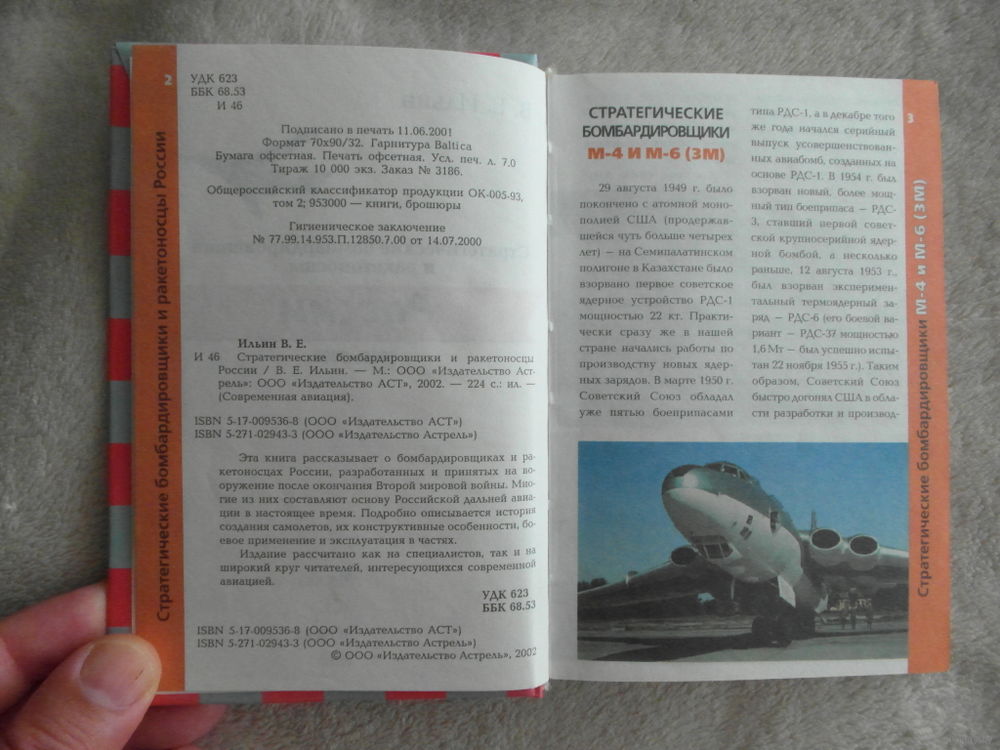 2
Стратегические бомбардировщики и ракетоносцы России
УДК 623
ББК 68.53
И 46
Подписано в печать 11.06.2001
Формат 70x90/32. Гарнитура Baltica
Бумага офсетная. Печать офсетная. Усл. печ. л. 7.0
Тираж 10 000 экз. Заказ № 3186.
Общероссийский классификатор продукции ОК-005-93,
том 2; 953000 — книги, брошюры
Гигиеническое заключение
№ 77.99.14.953.П.12850.7.00 от 14.07.2000
Ильин В. Е.
И 46 Стратегические бомбардировщики и ракетоносцы
России / В. Е. Ильин. — М.: ООО «Издательство Аст-
рель»: ООО «Издательство АСТ», 2002. — 224 с.: ил. —
(Современная авиация).
ISBN 5-17-009536-8 (ООО «Издательство АСТ»)
ISBN 5-271-02943-3 (ООО «Издательство Астрель»)
Эта книга рассказывает о бомбардировщиках и ра-
кетоносцах России, разработанных и принятых на во-
оружение после окончания Второй мировой войны. Мно-
гие из них составляют основу Российской дальней авиа-
ции в настоящее время. Подробно описывается история
создания самолетов, их конструктивные особенности, бо-
евое применение и эксплуатация в частях.
Издание рассчитано как на специалистов, так и на
широкий круг читателей, интересующихся современной
авиацией.
УДК 623
ББК 68.53
ISBN 5-17-009536-8 (ООО «Издательство АСТ»)
ISBN 5-271-02943-3 (ООО «Издательство Астрель»)
© ООО «Издательство Астрель», 2002
СТРАТЕГИЧЕСКИЕ
БОМБАРДИРОВЩИКИ
М-4 И М-6 (3М)
29 августа 1949 г. было
покончено с атомной моно-
полией США (продержав-
шейся чуть больше четырех
лет) — на Семипалатинском
полигоне в Казахстане было
взорвано первое советское
ядерное устройство РДС-1
мощностью 22 кт. Практи-
чески сразу же в нашей
стране начались работы по
производству новых ядер-
ных зарядов. В марте 1950 г.
Советский Союз обладал
уже пятью боеприпасами
типа РДС-1, а в декабре того
же года начался серийный
выпуск усовершенствован-
ных авиабомб, созданных на
основе РДС-1. В 1954 г. был
взорван новый, более мощ-
ный тип боеприпаса — РДС-
3, ставший первой совет-
ской крупносерийной ядер-
ной бомбой, а несколько
раньше, 12 августа 1953 г.,
был взорван эксперимен-
тальный термоядерный за-
ряд — РДС-6 (его боевой ва-
риант — РДС-37 мощностью
1,6 Мт — был успешно испы-
тан 22 ноября 1955 г.). Таким
образом, Советский Союз
быстро догонял США в обла-
сти разработки и производ-
3
Стратегические бомбардировщики М-4 и М-6 (3М)